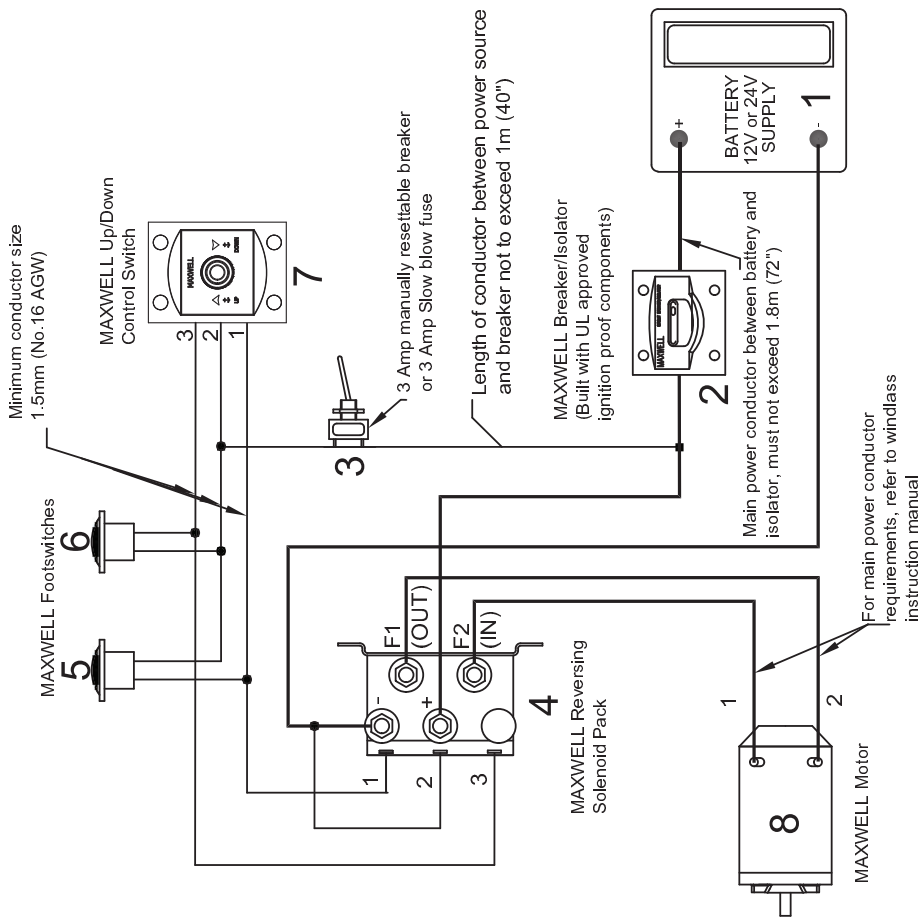 MAXWELL Footswitches
5
6
Minimum conductor size
1.5mm (No.16 AGW)
MAXWELL Up/Down
Control Switch
3
2
1
MAXWELL
UP
DOWN
7
3
3 Amp manually resettable breaker
or 3 Amp Slow blow fuse
Length of conductor between power source
and breaker not to exceed 1m (40")
MAXWELL Breaker/Isolator
(Built with UL approved
ignition proof components)
MAXWELL
2
Main power conductor between battery and
isolator, must not exceed 1.8m (72")
+
-
BATTERY
12V or 24V
SUPPLY
1
F1
(OUT)
F2
(IN)
-
+
1
2
3
4
MAXWELL Reversing
Solenoid Pack
1
2
For main power conductor
requirements, refer to windlass
instruction manual
8
MAXWELL Motor